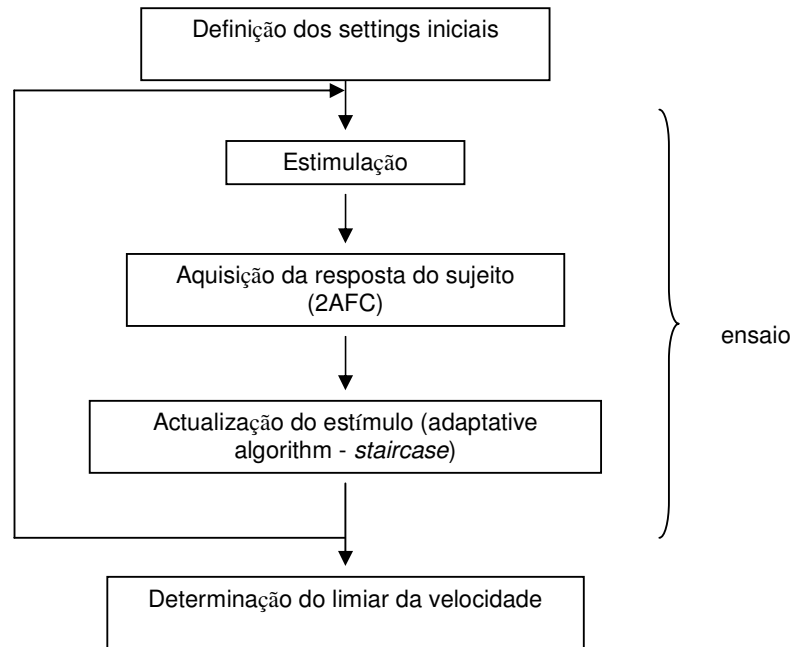 Definição dos settings iniciais
Estimulação
Aquisição da resposta do sujeito
(2AFC)
ensaio
Actualização do estímulo (adaptative
algorithm - staircase)
Determinação do limiar da velocidade